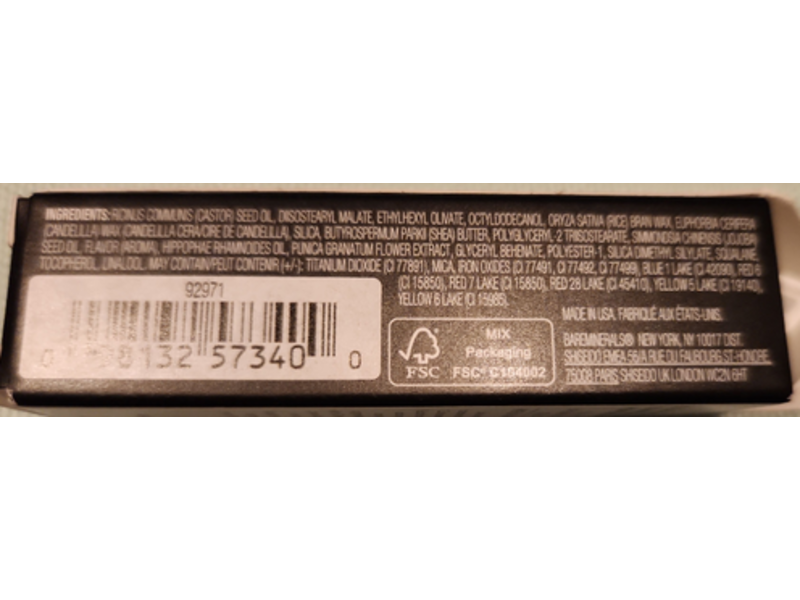 INGREDIENTS: RICINUS COMMUNIS (CASTOR) SEED OIL, DIISOSTEARYL MALATE, ETHYLHEXYL OLIVATE, OCTYLDODECANOL, ORYZA SATIVA (RICE) BRAN WAX, EUPHORBIA CERIFERA
(CANDELILLA) WAX/CANDELILLA CERA/CIRE DE CANDELILLA), SILICA, BUTYROSPERMUM PARKII (SHEA) BUTTER, POLYGLYCERYL-2 TRIISOSTEARATE, SIMMONDSIA CHINENSIS (JOJOBA)
SEED OIL, FLAVOR (AROMA), HIPPOPHAE RHAMNOIDES OIL, PUNICA GRANATUM FLOWER EXTRACT, GLYCERYL BEHENATE, POLYESTER-1, SILICA DIMETHYL SILYLATE, SQUALANE,
TOCOPHEROL, LINALOOL. MAY CONTAIN/PEUT CONTENIR (+/-): TITANIUM DIOXIDE (CI 77891), MICA, IRON OXIDES (CI 77491, CI 77492, CI 77499), BLUE 1 LAKE (CI 42090), RED 6
(CI 15850), RED 7 LAKE (CI 15850), RED 28 LAKE (CI 45410), YELLOW 5 LAKE (CI 19140),
YELLOW 6 LAKE (CI 15985).
92971
0 98132 57340 0
FSC
MIX
Packaging
FSC® C104002
MADE IN USA. FABRIQUÉ AUX ÉTATS-UNIS.
BAREMINERALS® NEW YORK, NY 10017 DIST.
SHISEIDO EMEA 56/A RUE DU FAUBOURG ST-HONORE
75008 PARIS SHISEIDO UK LONDON WC2N 6HT